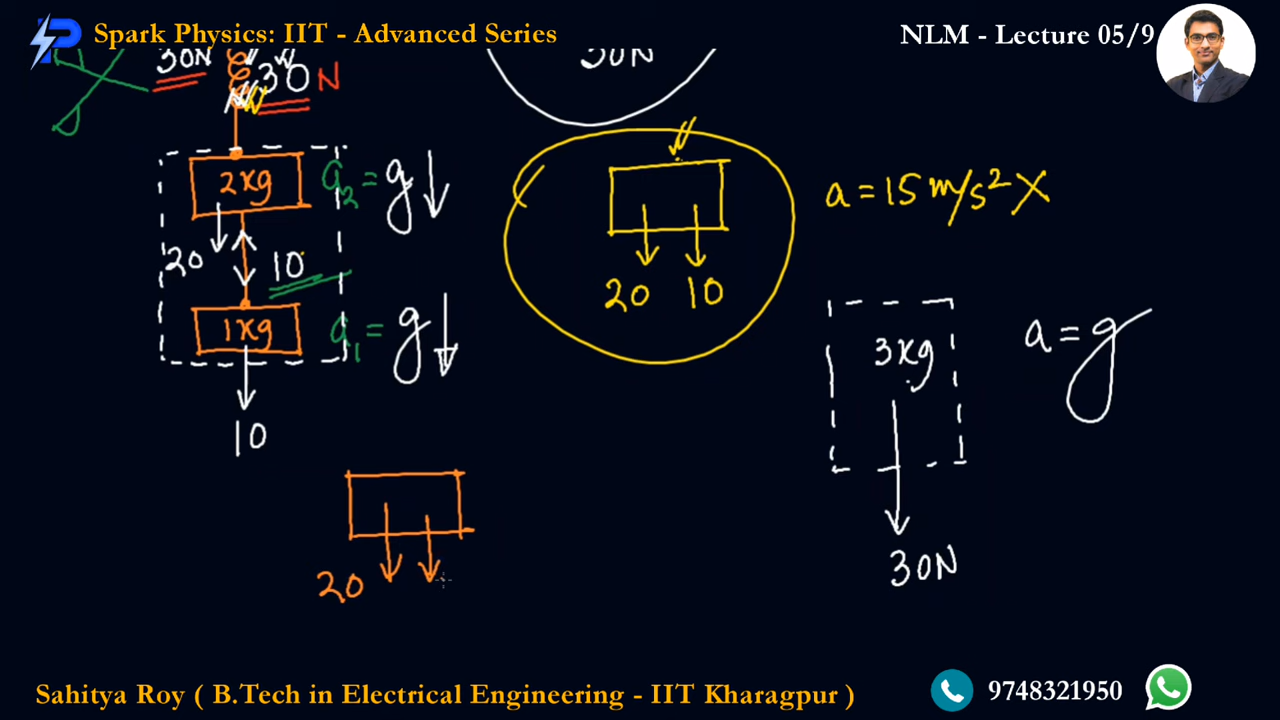 Spark Physics: IIT - Advanced Series
NLM - Lecture 05/9
30N
30 N
30N
2kg
a2 = g
20
10
1kg
a1 = g
10
20 10
a = 15 m/s² X
3kg
a = g
30N
20
Sahitya Roy ( B.Tech in Electrical Engineering - IIT Kharagpur )
9748321950